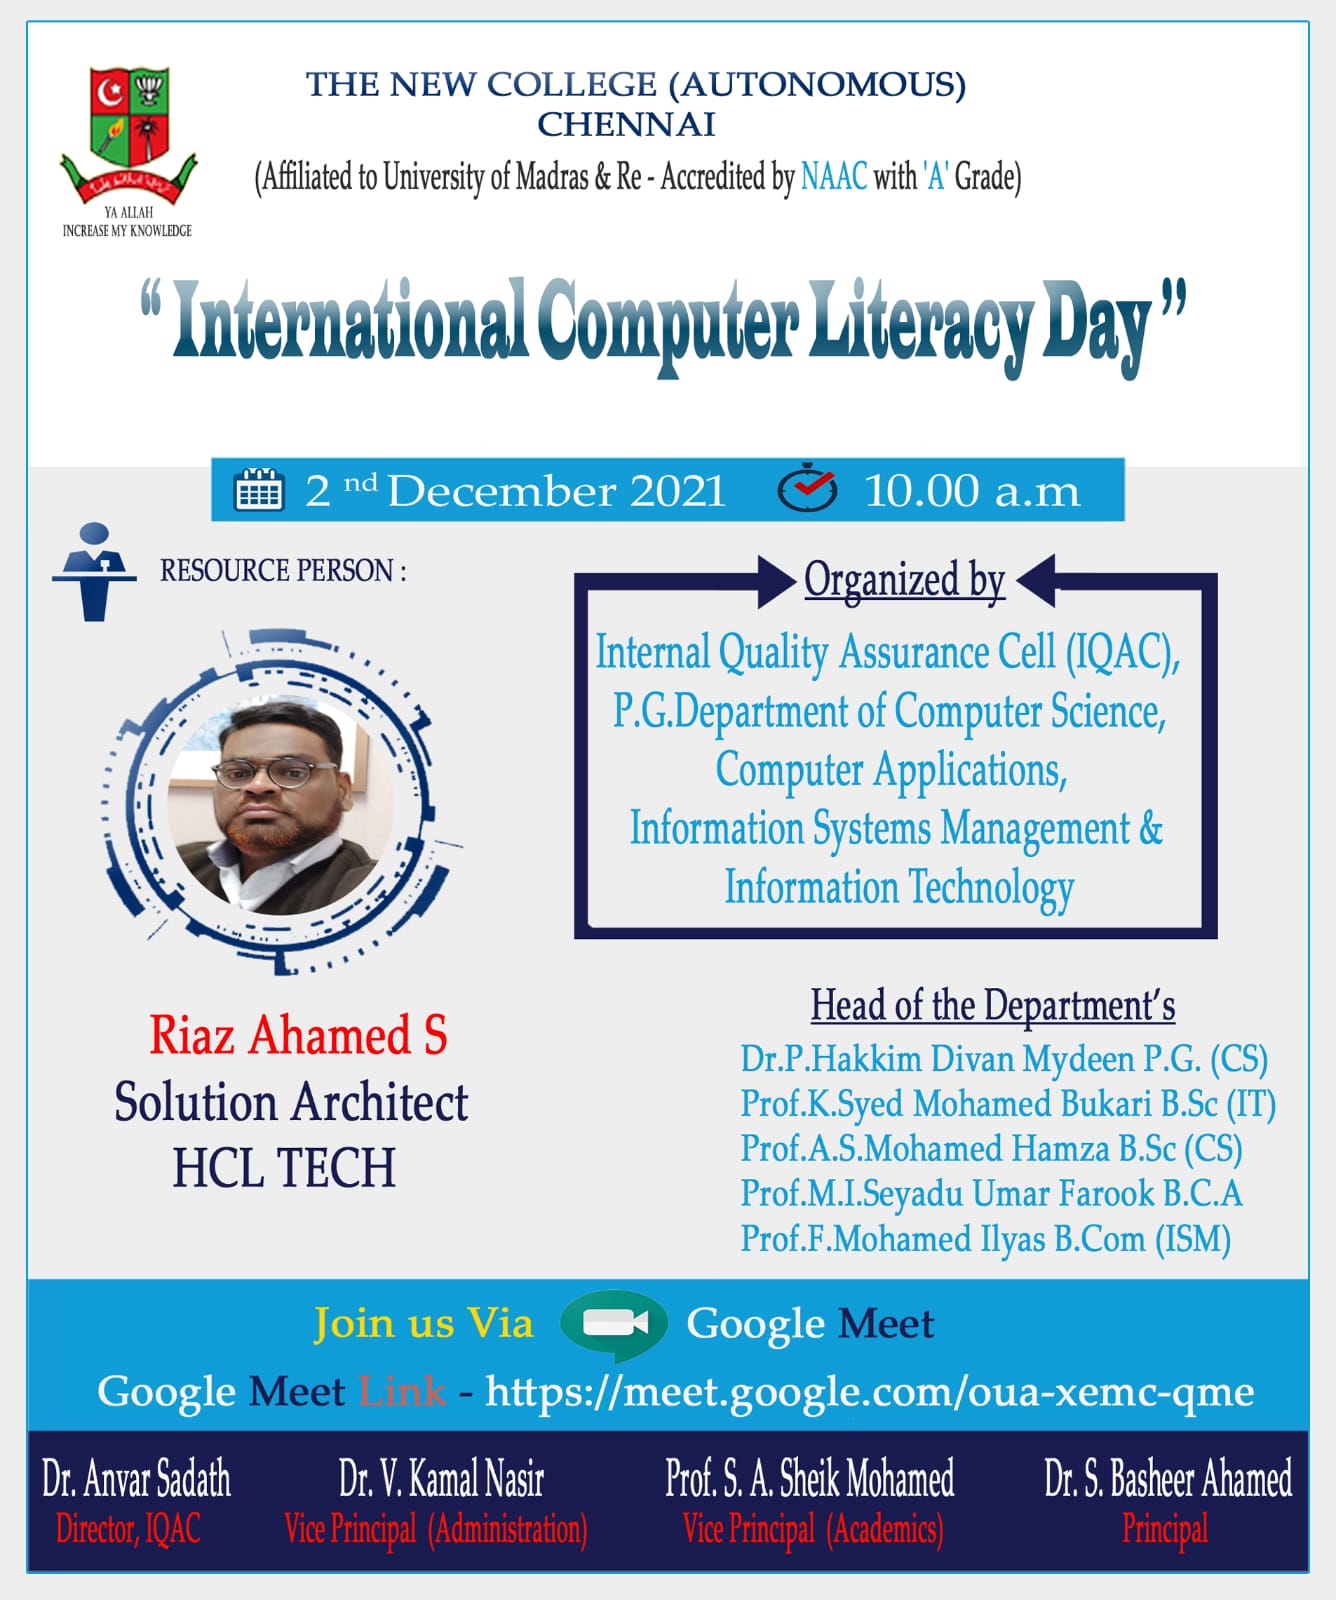 THE NEW COLLEGE (AUTONOMOUS)
CHENNAI
(Affiliated to University of Madras & Re - Accredited by NAAC with 'A' Grade)
YA ALLAH
INCREASE MY KNOWLEDGE
“ International Computer Literacy Day ”
2 nd December 2021 10.00 a.m
RESOURCE PERSON :
Riaz Ahamed S
Solution Architect
HCL TECH
Organized by
Internal Quality Assurance Cell (IQAC),
P.G.Department of Computer Science,
Computer Applications,
Information Systems Management &
Information Technology
Head of the Department’s
Dr.P.Hakkim Divan Mydeen P.G. (CS)
Prof.K.Syed Mohamed Bukari B.Sc (IT)
Prof.A.S.Mohamed Hamza B.Sc (CS)
Prof.M.I.Seyadu Umar Farook B.C.A
Prof.F.Mohamed Ilyas B.Com (ISM)
Join us Via Google Meet
Google Meet Link - https://meet.google.com/oua-xemc-qme
Dr. Anvar Sadath
Director, IQAC
Dr. V. Kamal Nasir
Vice Principal (Administration)
Prof. S. A. Sheik Mohamed
Vice Principal (Academics)
Dr. S. Basheer Ahamed
Principal